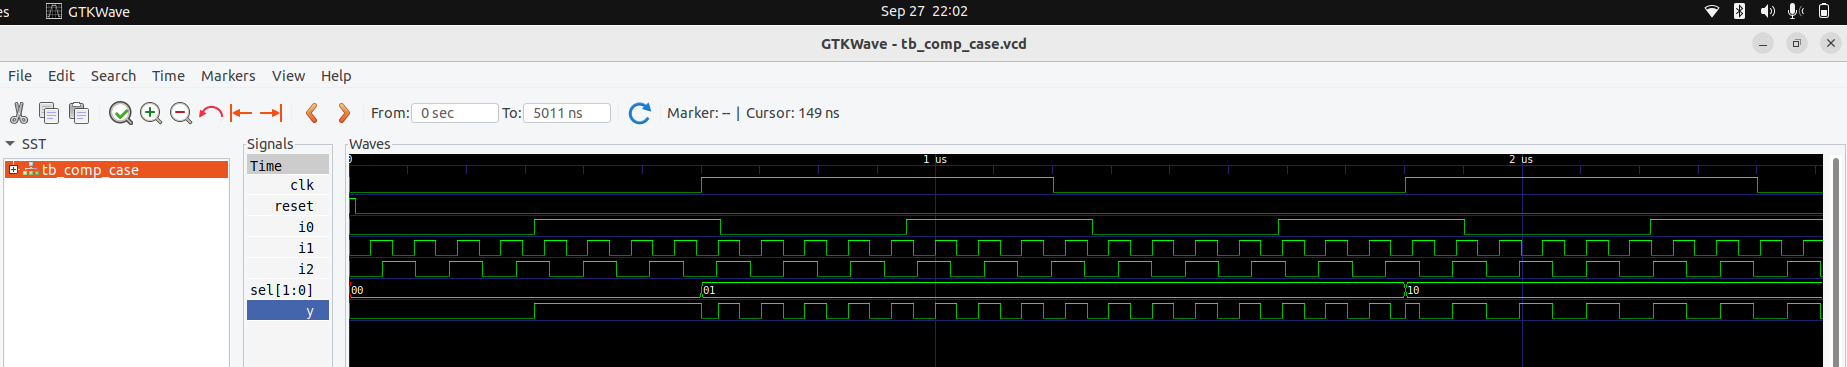 es GTKWave Sep 27 22:02
GTKWave - tb_comp_case.vcd
File Edit Search Time Markers View Help
From: 0 sec To: 5011 ns Marker: -- | Cursor: 149 ns
SST Signals Waves
tb_comp_case
Time 0 1 us 2 us
clk
reset
i0
i1
i2
sel[1:0] 00 01 10
y